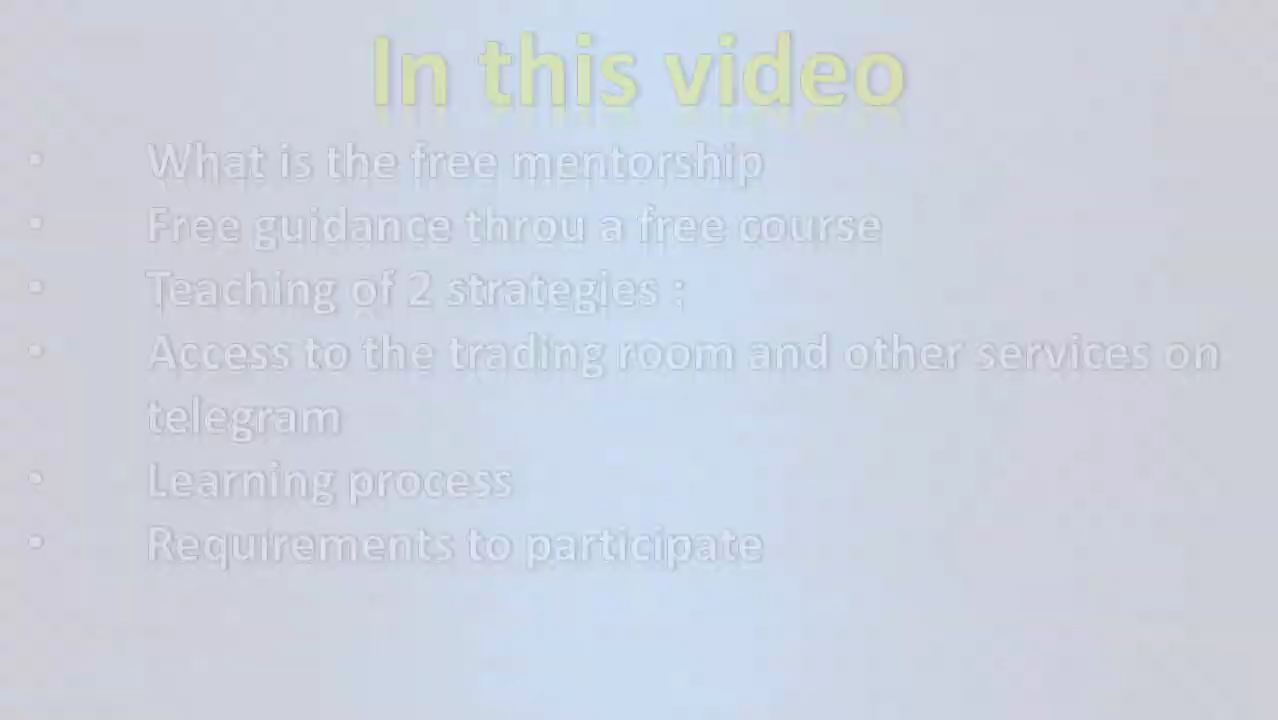 In this video
• What is the free mentorship
• Free guidance throu a free course
• Teaching of 2 strategies :
• Access to the trading room and other services on
telegram
• Learning process
• Requirements to participate